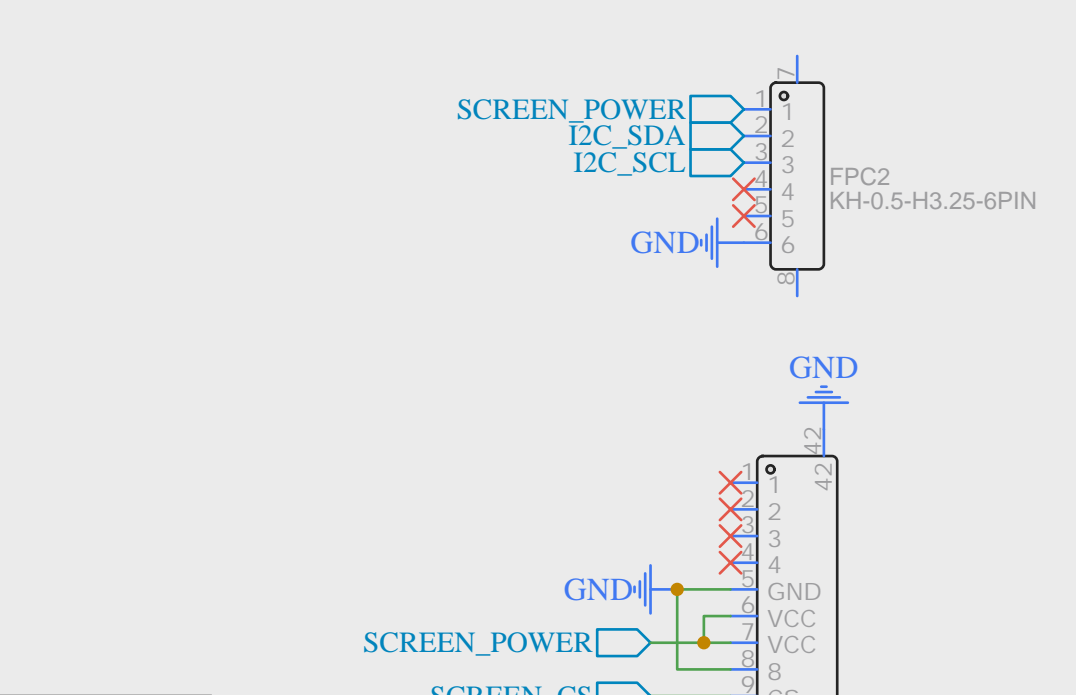 7
SCREEN_POWER 1 1
I2C_SDA 2 2
I2C_SCL 3 3
4 4
FPC2
5 5
KH-0.5-H3.25-6PIN
GND 6 6
8
GND
42
42
1 1
2 2
3 3
4 4
GND 5 GND
6 VCC
SCREEN_POWER 7 VCC
8 8
SCREEN_CS 9 CS